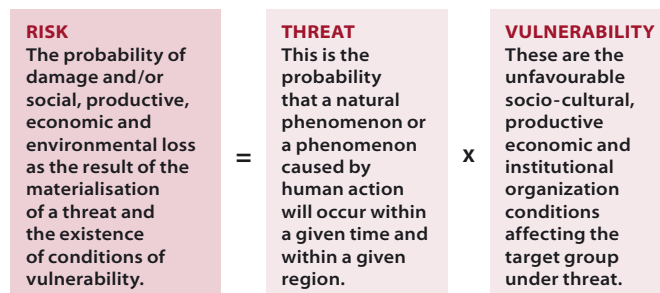 RISK
The probability of
damage and/or
social, productive,
economic and
environmental loss
as the result of the
materialisation
of a threat and
the existence
of conditions of
vulnerability.
=
THREAT
This is the
probability
that a natural
phenomenon or
a phenomenon
caused by
human action
will occur within
a given time and
within a given
region.
x
VULNERABILITY
These are the
unfavourable
socio-cultural,
productive
economic and
institutional
organization
conditions
affecting the
target group
under threat.